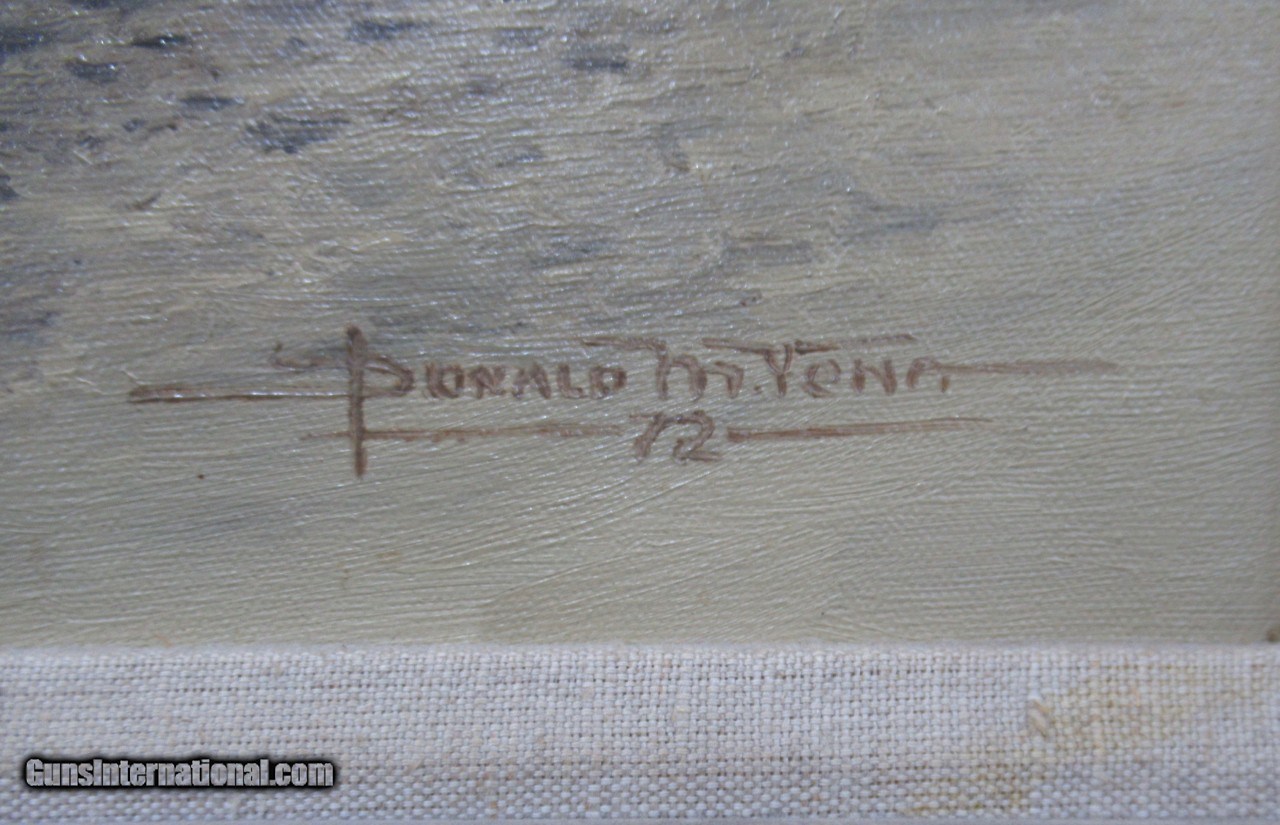 DONALD M. YENA
72
GunsInternational.com